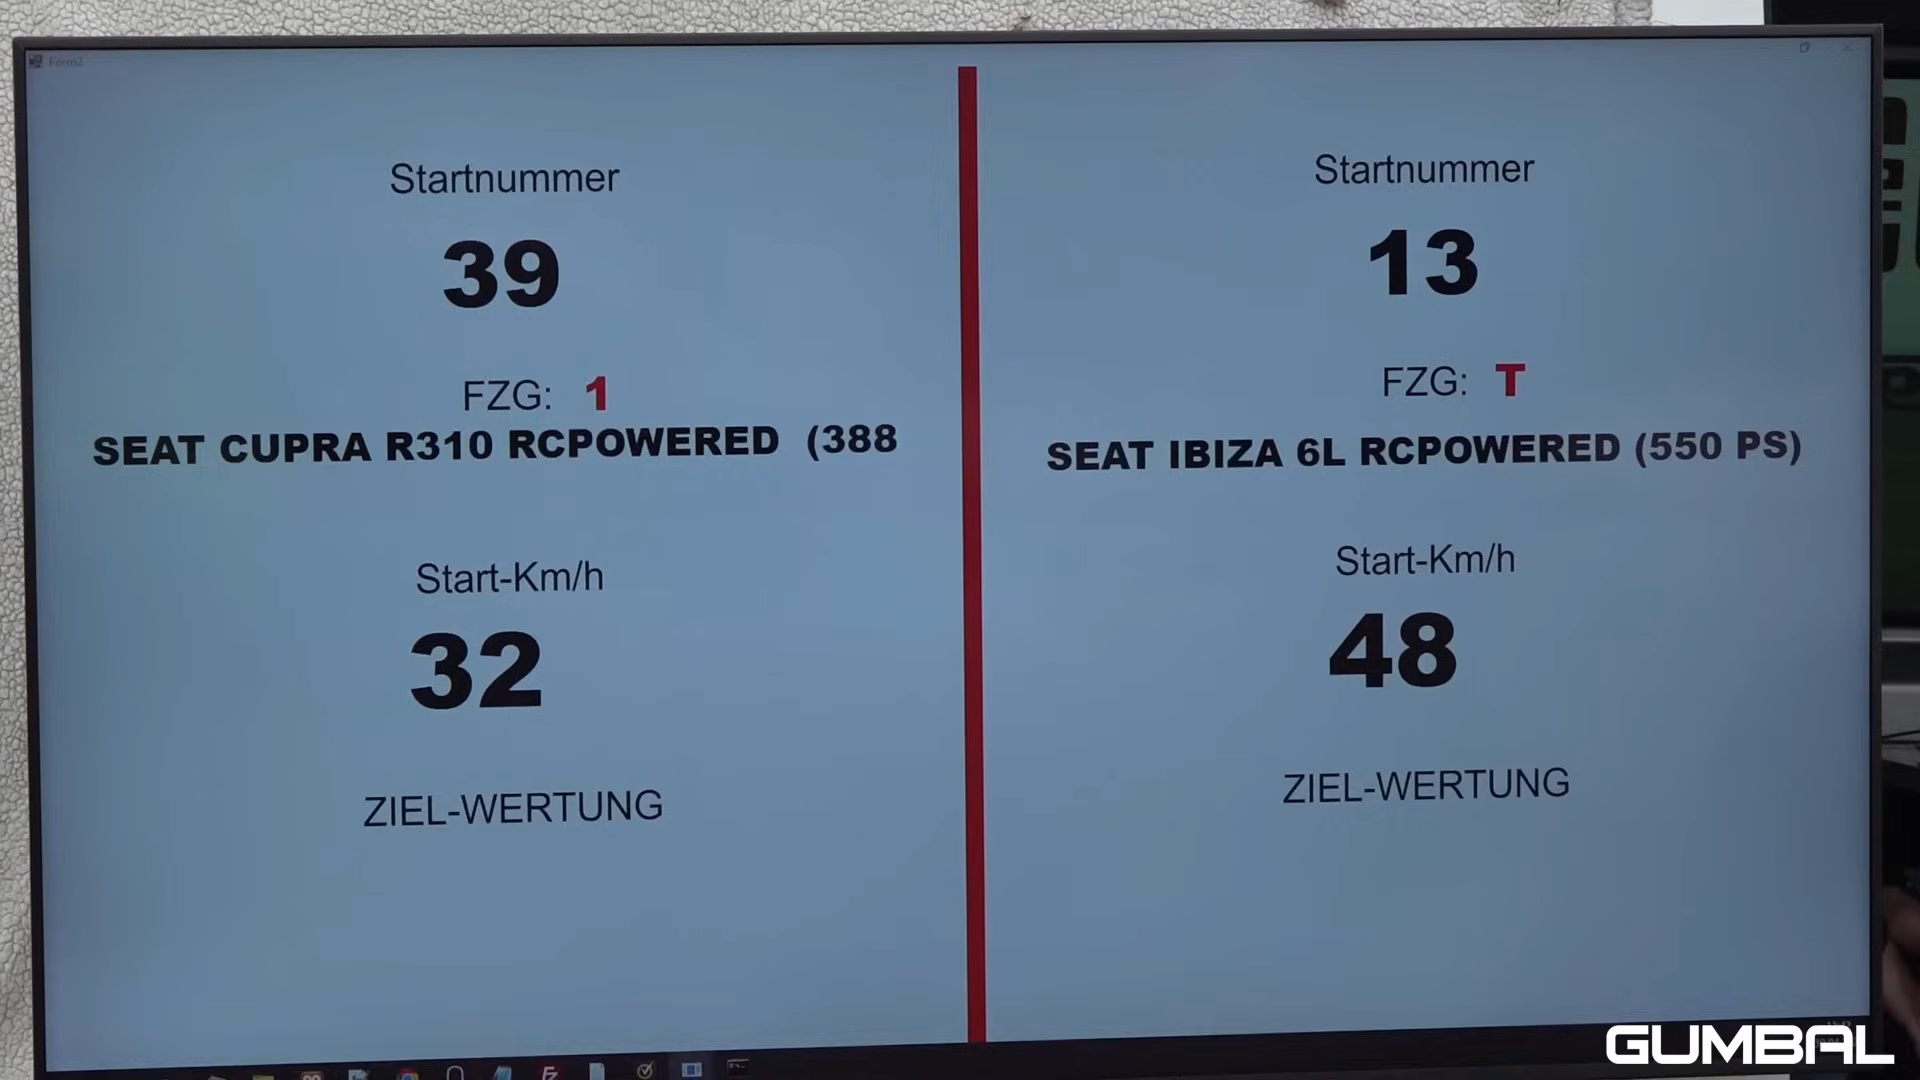 Form2
Startnummer
39
FZG: 1
SEAT CUPRA R310 RCPOWERED (388
Start-Km/h
32
ZIEL-WERTUNG
Startnummer
13
FZG: T
SEAT IBIZA 6L RCPOWERED (550 PS)
Start-Km/h
48
ZIEL-WERTUNG
GUMBAL